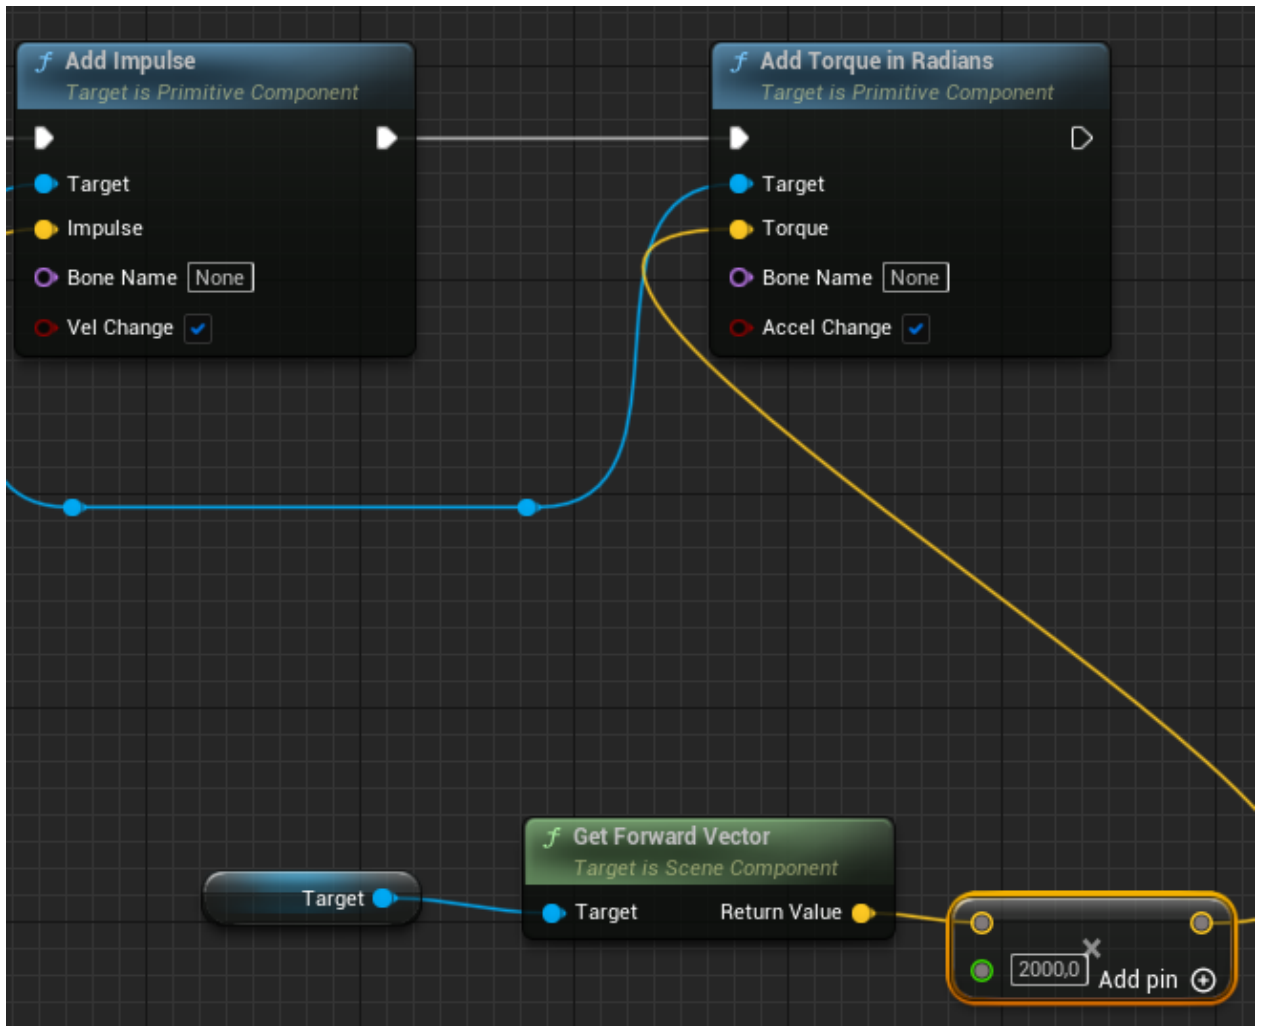 f Add Impulse
Target is Primitive Component
Target
Impulse
Bone Name None
Vel Change
f Add Torque in Radians
Target is Primitive Component
Target
Torque
Bone Name None
Accel Change
f Get Forward Vector
Target is Scene Component
Target
Target Return Value
2000,0
Add pin